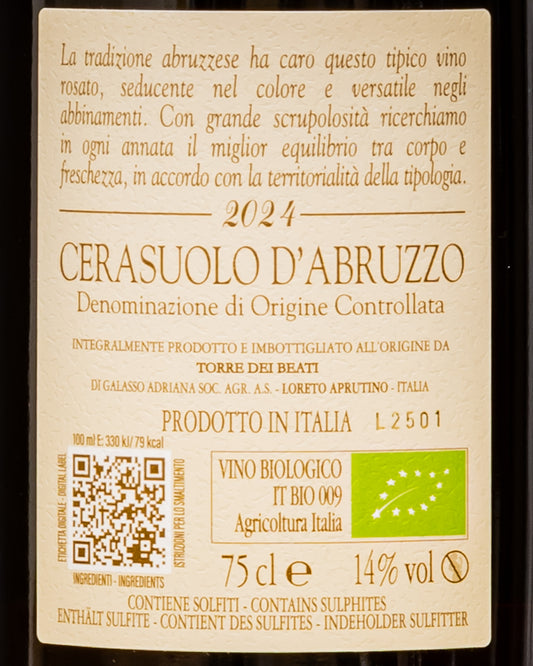 La tradizione abruzzese ha caro questo tipico vino
rosato, seducente nel colore e versatile negli
abbinamenti. Con grande scrupolosità ricerchiamo
in ogni annata il miglior equilibrio tra corpo e
freschezza, in accordo con la territorialità della tipologia.
2024
CERASUOLO D'ABRUZZO
Denominazione di Origine Controllata
INTEGRALMENTE PRODOTTO E IMBOTTIGLIATO ALL'ORIGINE DA
TORRE DEI BEATI
DI GALASSO ADRIANA SOC. AGR. A.S. - LORETO APRUTINO - ITALIA
PRODOTTO IN ITALIA L2501
100 ml E: 330 kJ/ 79 kcal
ETICHETTA DIGITALE - DIGITAL LABEL
ISTRUZIONI PER LO SMALTIMENTO
INGREDIENTI - INGREDIENTS
VINO BIOLOGICO
IT BIO 009
Agricoltura Italia
75 cl e 14% vol
CONTIENE SOLFITI - CONTAINS SULPHITES
ENTHÄLT SULFITE - CONTIENT DES SULFITES - INDEHOLDER SULFITTER